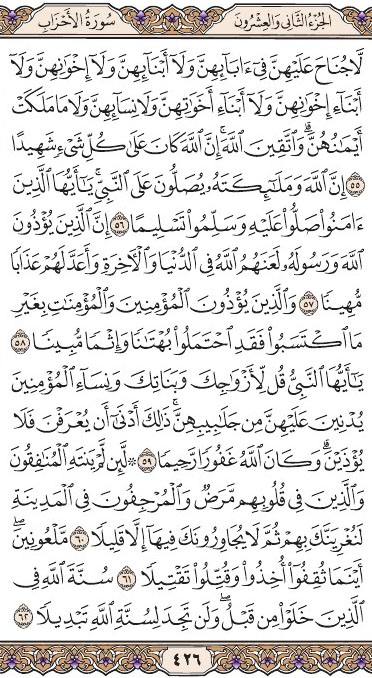 الجزء الثاني والعشرون سورة الأحزاب
لَّا جُنَاحَ عَلَيْهِنَّ فِىٓ ءَابَآئِهِنَّ وَلَآ أَبْنَآئِهِنَّ وَلَآ إِخْوَٰنِهِنَّ وَلَآ
أَبْنَآءِ إِخْوَٰنِهِنَّ وَلَآ أَبْنَآءِ أَخَوَٰتِهِنَّ وَلَا نِسَآئِهِنَّ وَلَا مَا مَلَكَتْ
أَيْمَٰنُهُنَّۗ وَٱتَّقِينَ ٱللَّهَۚ إِنَّ ٱللَّهَ كَانَ عَلَىٰ كُلِّ شَىْءٍ شَهِيدًا
٥٥ إِنَّ ٱللَّهَ وَمَلَٰٓئِكَتَهُۥ يُصَلُّونَ عَلَى ٱلنَّبِىِّۚ يَٰٓأَيُّهَا ٱلَّذِينَ
ءَامَنُوا۟ صَلُّوا۟ عَلَيْهِ وَسَلِّمُوا۟ تَسْلِيمًا ٥٦ إِنَّ ٱلَّذِينَ يُؤْذُونَ
ٱللَّهَ وَرَسُولَهُۥ لَعَنَهُمُ ٱللَّهُ فِى ٱلدُّنْيَا وَٱلْءَاخِرَةِ وَأَعَدَّ لَهُمْ عَذَابًا
مُّهِينًا ٥٧ وَٱلَّذِينَ يُؤْذُونَ ٱلْمُؤْمِنِينَ وَٱلْمُؤْمِنَٰتِ بِغَيْرِ
مَا ٱكْتَسَبُوا۟ فَقَدِ ٱحْتَمَلُوا۟ بُهْتَٰنًا وَإِثْمًا مُّبِينًا ٥٨
يَٰٓأَيُّهَا ٱلنَّبِىُّ قُل لِّأَزْوَٰجِكَ وَبَنَاتِكَ وَنِسَآءِ ٱلْمُؤْمِنِينَ
يُدْنِينَ عَلَيْهِنَّ مِن جَلَٰبِيبِهِنَّۚ ذَٰلِكَ أَدْنَىٰٓ أَن يُعْرَفْنَ فَلَا
يُؤْذَيْنَۗ وَكَانَ ٱللَّهُ غَفُورًا رَّحِيمًا ٥٩ ۞ لَّئِن لَّمْ يَنتَهِ ٱلْمُنَٰفِقُونَ
وَٱلَّذِينَ فِى قُلُوبِهِم مَّرَضٌ وَٱلْمُرْجِفُونَ فِى ٱلْمَدِينَةِ
لَنُغْرِيَنَّكَ بِهِمْ ثُمَّ لَا يُجَاوِرُونَكَ فِيهَآ إِلَّا قَلِيلًا ٦٠ مَّلْعُونِينَۖ
أَيْنَمَا ثُقِفُوٓا۟ أُخِذُوا۟ وَقُتِّلُوا۟ تَقْتِيلًا ٦١ سُنَّةَ ٱللَّهِ فِى
ٱلَّذِينَ خَلَوْا۟ مِن قَبْلُۖ وَلَن تَجِدَ لِسُنَّةِ ٱللَّهِ تَبْدِيلًا ٦٢
٤٢٦